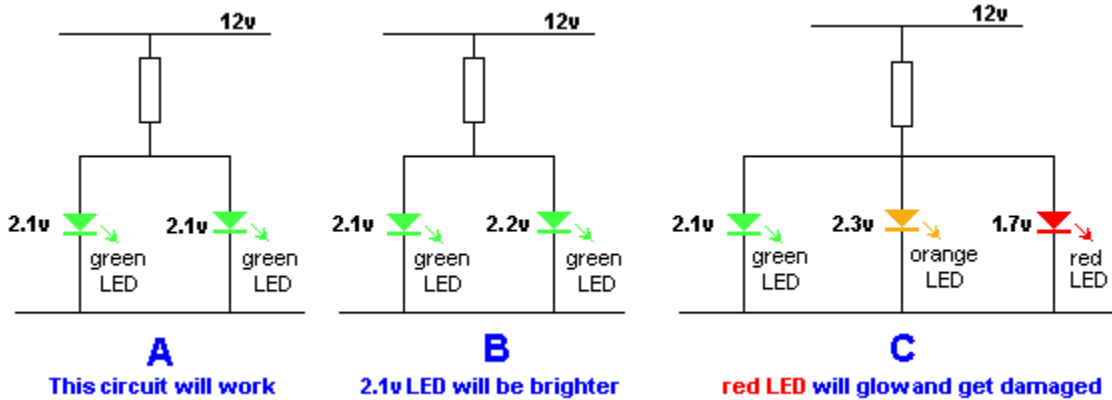 12v
2.1v
2.1v
green
LED
green
LED
A
This circuit will work
12v
2.1v
2.2v
green
LED
green
LED
B
2.1v LED will be brighter
12v
2.1v
2.3v
1.7v
green
LED
orange
LED
red
LED
C
red LED will glow and get damaged